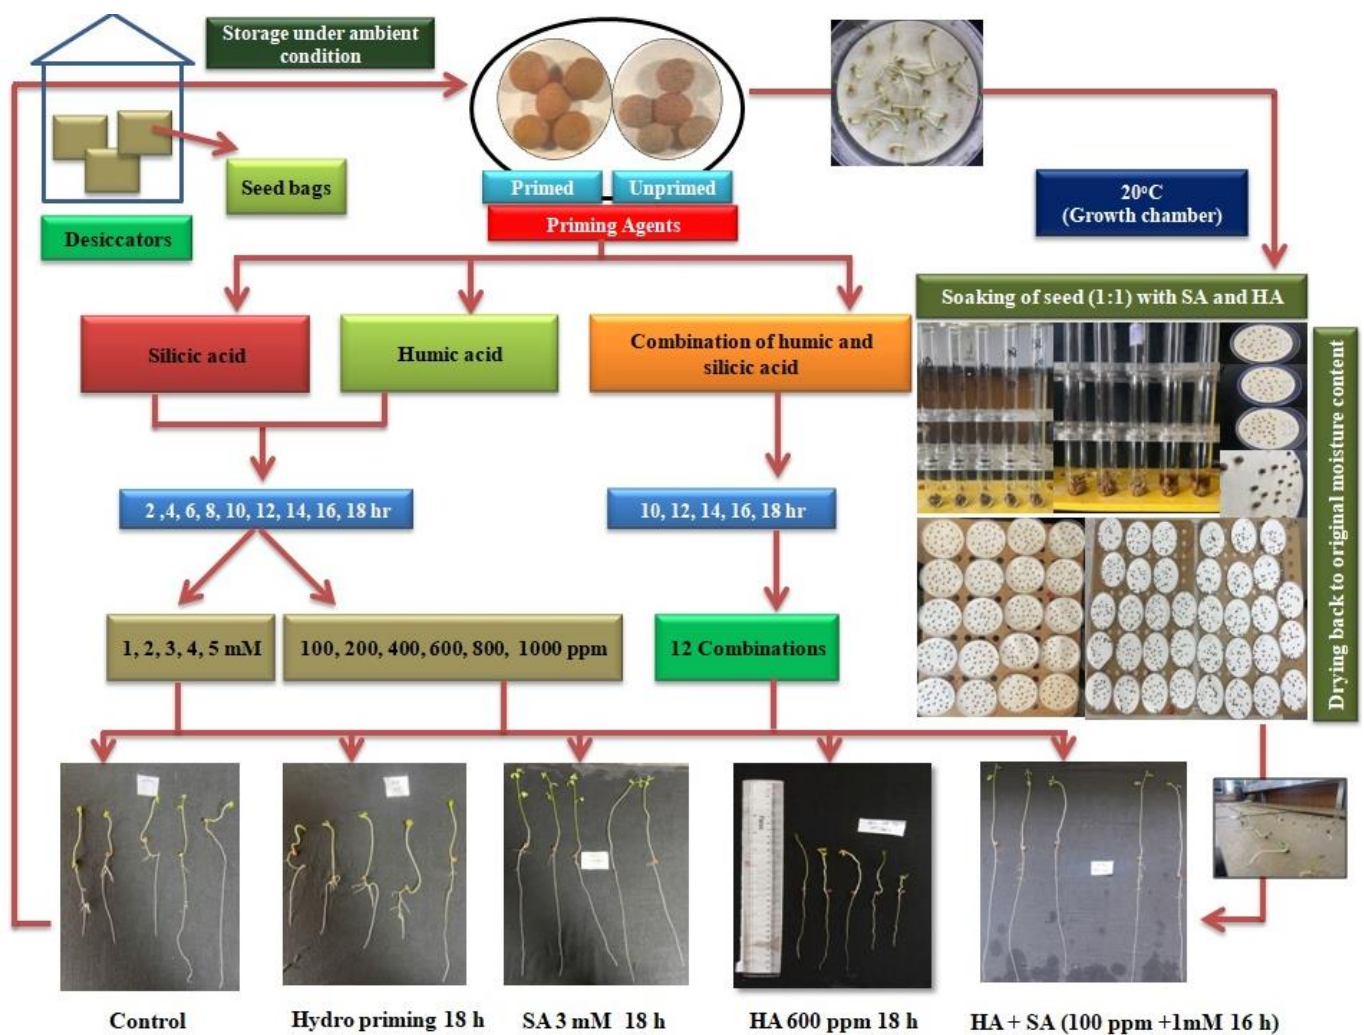 Storage under ambient
condition
Seed bags
Desiccators
Primed
Unprimed
Priming Agents
20°C
(Growth chamber)
Soaking of seed (1:1) with SA and HA
Silicic acid
Humic acid
Combination of humic and
silicic acid
Drying back to original moisture content
2 ,4, 6, 8, 10, 12, 14, 16, 18 hr
10, 12, 14, 16, 18 hr
1, 2, 3, 4, 5 mM
100, 200, 400, 600, 800, 1000 ppm
12 Combinations
Control
Hydro priming 18 h
SA 3 mM 18 h
HA 600 ppm 18 h
HA + SA (100 ppm +1mM 16 h)